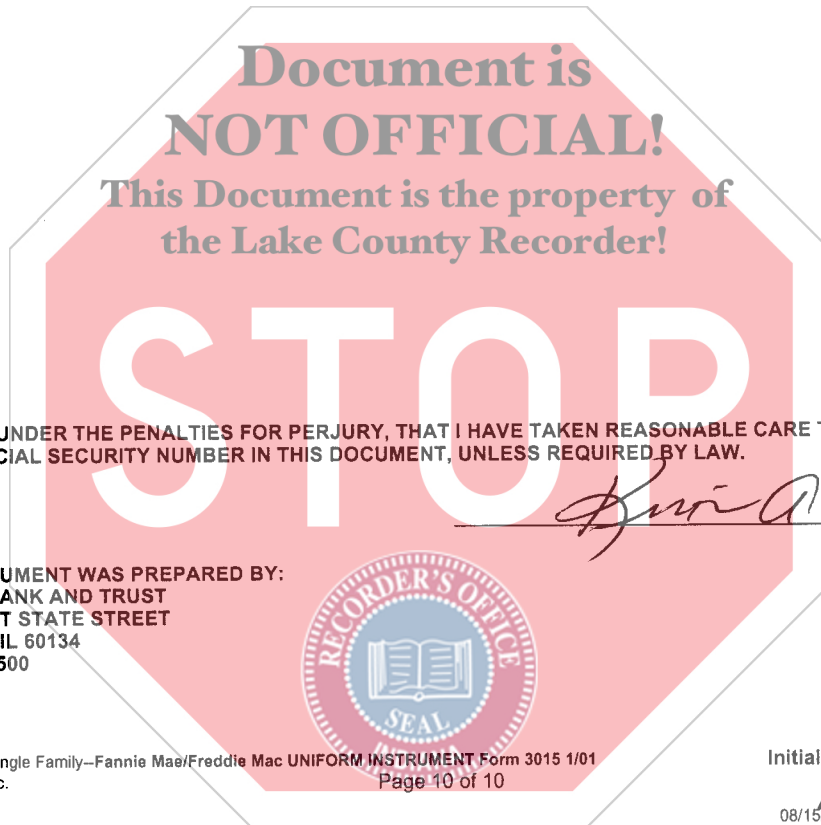 Document is
NOT OFFICIAL!
This Document is the property of
the Lake County Recorder!
STOP
UNDER THE PENALTIES FOR PERJURY, THAT I HAVE TAKEN REASONABLE CARE T
CIAL SECURITY NUMBER IN THIS DOCUMENT, UNLESS REQUIRED BY LAW.
UMENT WAS PREPARED BY:
ANK AND TRUST
T STATE STREET
IL 60134
500
RECORDER'S OFFICE
SEAL
INDIANA
ngle Family--Fannie Mae/Freddie Mac UNIFORM INSTRUMENT Form 3015 1/01
Initial
c.
Page 10 of 10
08/15